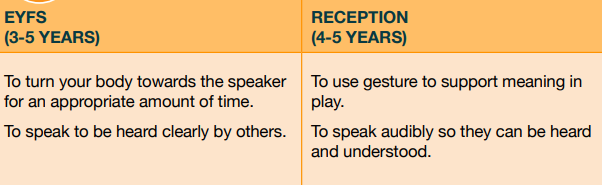 EYFS
(3-5 YEARS)
RECEPTION
(4-5 YEARS)
To turn your body towards the speaker
for an appropriate amount of time.
To speak to be heard clearly by others.
To use gesture to support meaning in
play.
To speak audibly so they can be heard
and understood.